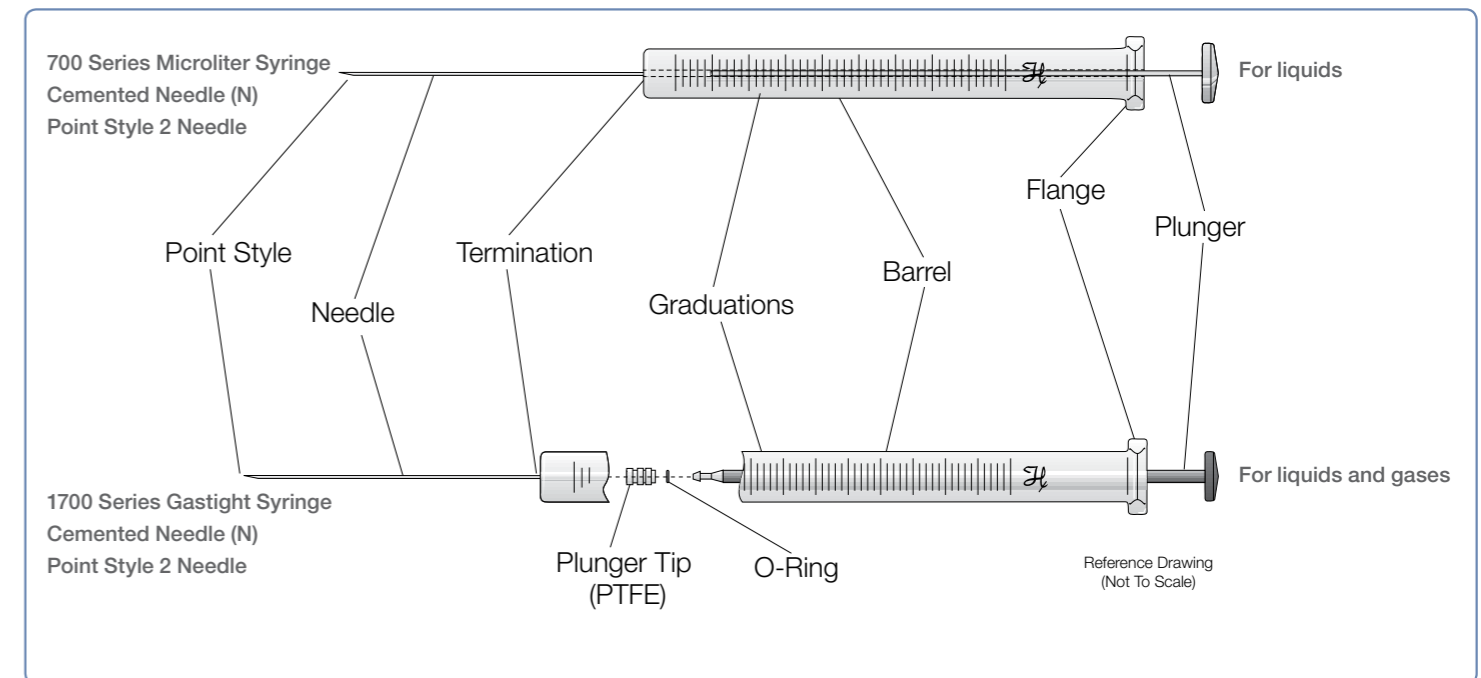 700 Series Microliter Syringe
Cemented Needle (N)
Point Style 2 Needle
For liquids
Flange
Plunger
Point Style
Termination
Barrel
Graduations
Needle
1700 Series Gastight Syringe
Cemented Needle (N)
Point Style 2 Needle
For liquids and gases
Plunger Tip
(PTFE)
O-Ring
Reference Drawing
(Not To Scale)
H
H